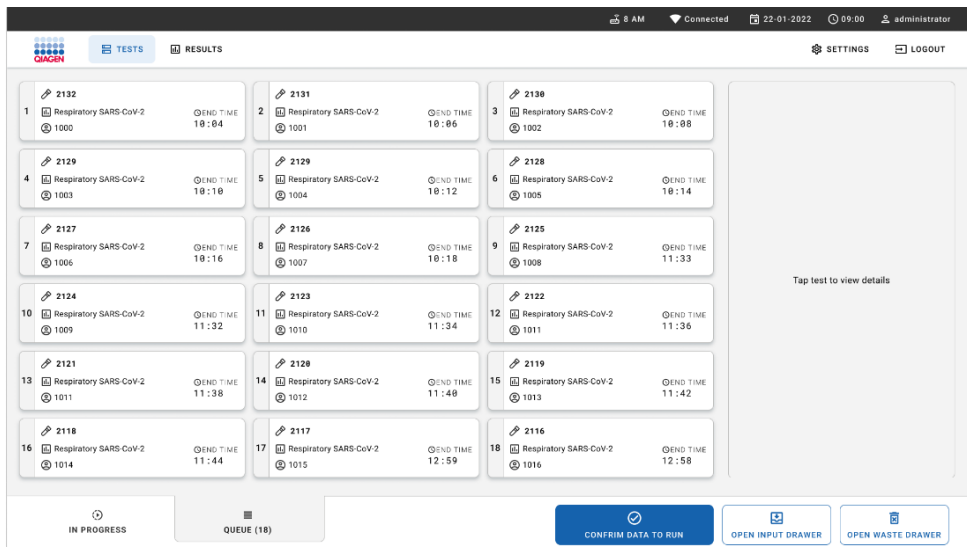 8 AM Connected 22-01-2022 09:00 administrator
QIAGEN TESTS RESULTS SETTINGS LOGOUT
1 2132 Respiratory SARS-CoV-2 1000 END TIME 10:04
2 2131 Respiratory SARS-CoV-2 1001 END TIME 10:06
3 2130 Respiratory SARS-CoV-2 1002 END TIME 10:08
4 2129 Respiratory SARS-CoV-2 1003 END TIME 10:10
5 2129 Respiratory SARS-CoV-2 1004 END TIME 10:12
6 2128 Respiratory SARS-CoV-2 1005 END TIME 10:14
7 2127 Respiratory SARS-CoV-2 1006 END TIME 10:16
8 2126 Respiratory SARS-CoV-2 1007 END TIME 10:18
9 2125 Respiratory SARS-CoV-2 1008 END TIME 11:33
10 2124 Respiratory SARS-CoV-2 1009 END TIME 11:32
11 2123 Respiratory SARS-CoV-2 1010 END TIME 11:34
12 2122 Respiratory SARS-CoV-2 1011 END TIME 11:36
13 2121 Respiratory SARS-CoV-2 1011 END TIME 11:38
14 2120 Respiratory SARS-CoV-2 1012 END TIME 11:40
15 2119 Respiratory SARS-CoV-2 1013 END TIME 11:42
16 2118 Respiratory SARS-CoV-2 1014 END TIME 11:44
17 2117 Respiratory SARS-CoV-2 1015 END TIME 12:59
18 2116 Respiratory SARS-CoV-2 1016 END TIME 12:58
Tap test to view details
IN PROGRESS
QUEUE (18)
CONFRIM DATA TO RUN
OPEN INPUT DRAWER
OPEN WASTE DRAWER